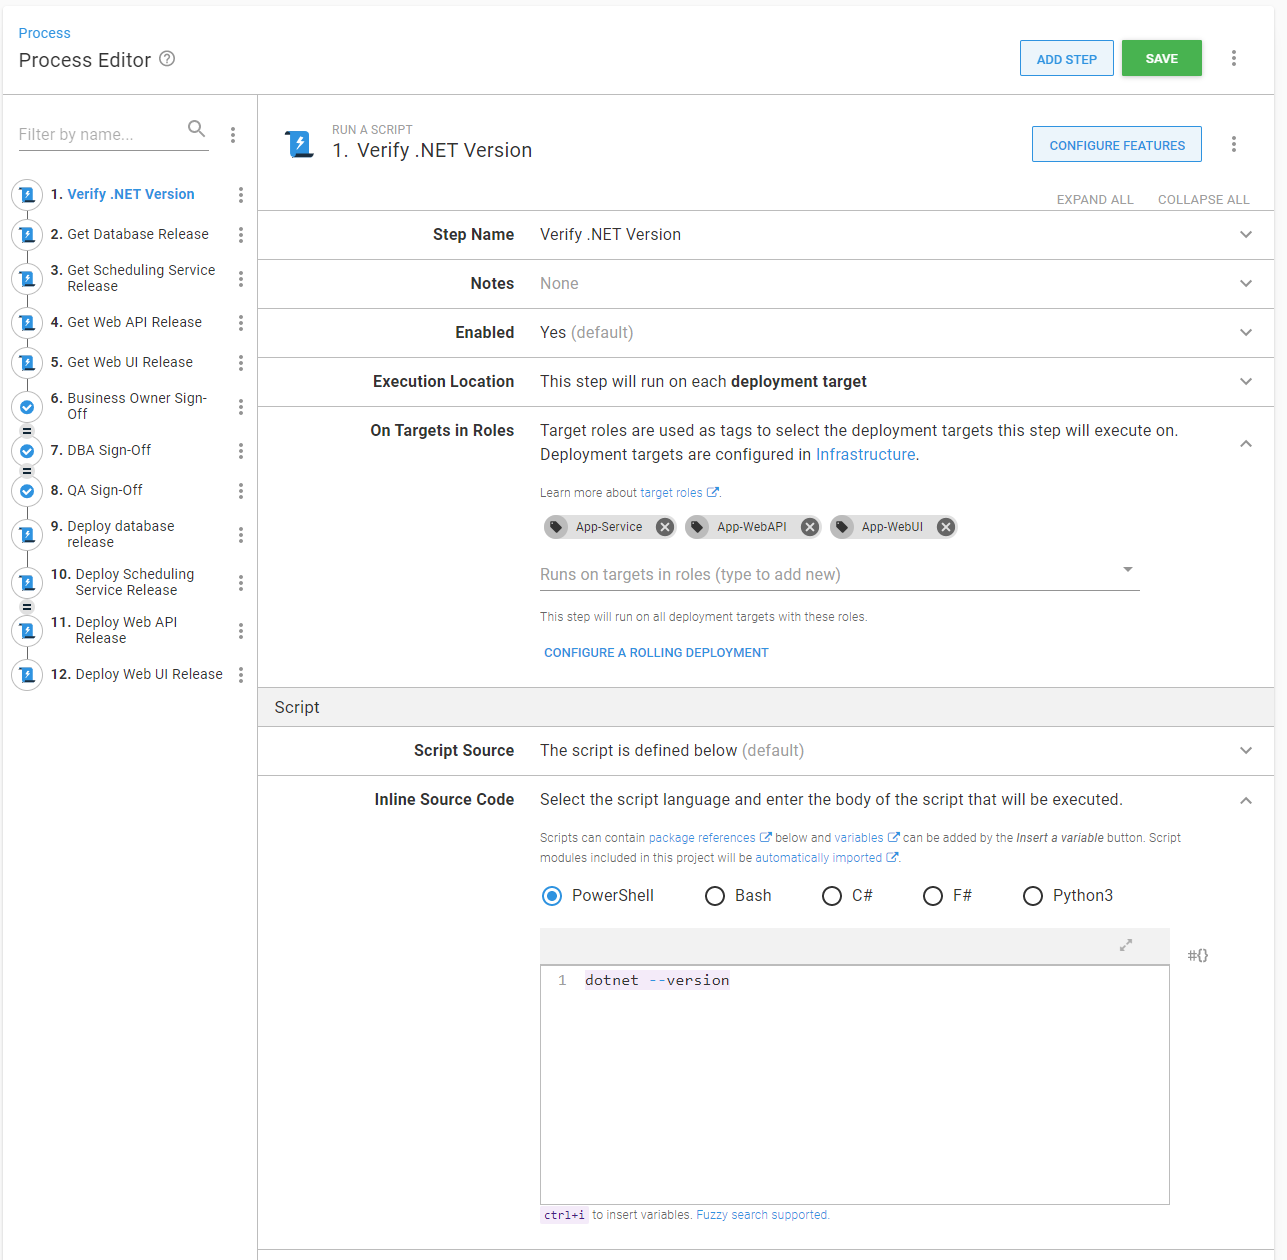 Process
Process Editor
ADD STEP
SAVE
Filter by name...
1. Verify .NET Version
2. Get Database Release
3. Get Scheduling Service
Release
4. Get Web API Release
5. Get Web UI Release
6. Business Owner Sign-
Off
=
7. DBA Sign-Off
=
8. QA Sign-Off
9. Deploy database
release
10. Deploy Scheduling
Service Release
=
11. Deploy Web API
Release
12. Deploy Web UI Release
RUN A SCRIPT
1. Verify .NET Version
CONFIGURE FEATURES
EXPAND ALL
COLLAPSE ALL
Step Name
Verify .NET Version
Notes
None
Enabled
Yes (default)
Execution Location
This step will run on each deployment target
On Targets in Roles
Target roles are used as tags to select the deployment targets this step will execute on.
Deployment targets are configured in Infrastructure.
Learn more about target roles.
App-Service
App-WebAPI
App-WebUI
Runs on targets in roles (type to add new)
This step will run on all deployment targets with these roles.
CONFIGURE A ROLLING DEPLOYMENT
Script
Script Source
The script is defined below (default)
Inline Source Code
Select the script language and enter the body of the script that will be executed.
Scripts can contain package references below and variables can be added by the Insert a variable button. Script
modules included in this project will be automatically imported.
PowerShell
Bash
C#
F#
Python3
#{}
1 dotnet --version
ctrl+i to insert variables. Fuzzy search supported.